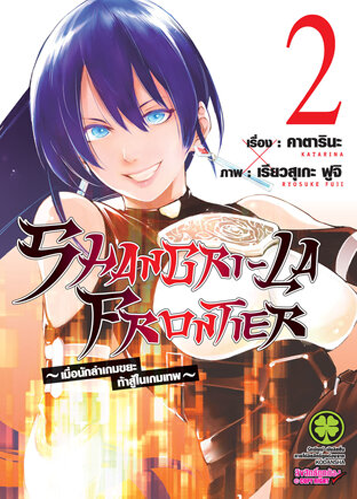 2
เรื่อง : คาตารินะ
KATARINA
ภาพ : เรียวสุเกะ ฟูจิ
RYOSUKE FUJI
SHANGRI-LA
FRONTIER
～ เมื่อนักล่าเกมขยะ
ท้าสู้ในเกมเทพ ～